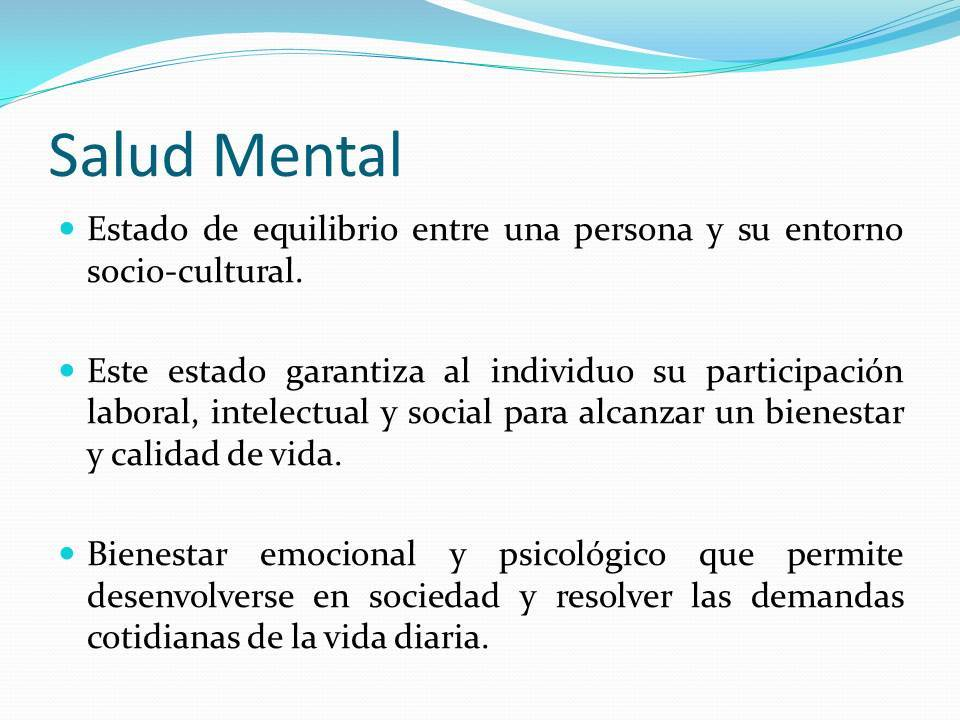 Salud Mental
Estado de equilibrio entre una persona y su entorno
socio-cultural.
Este estado garantiza al individuo su participación
laboral, intelectual y social para alcanzar un bienestar
y calidad de vida.
Bienestar emocional y psicológico que permite
desenvolverse en sociedad y resolver las demandas
cotidianas de la vida diaria.